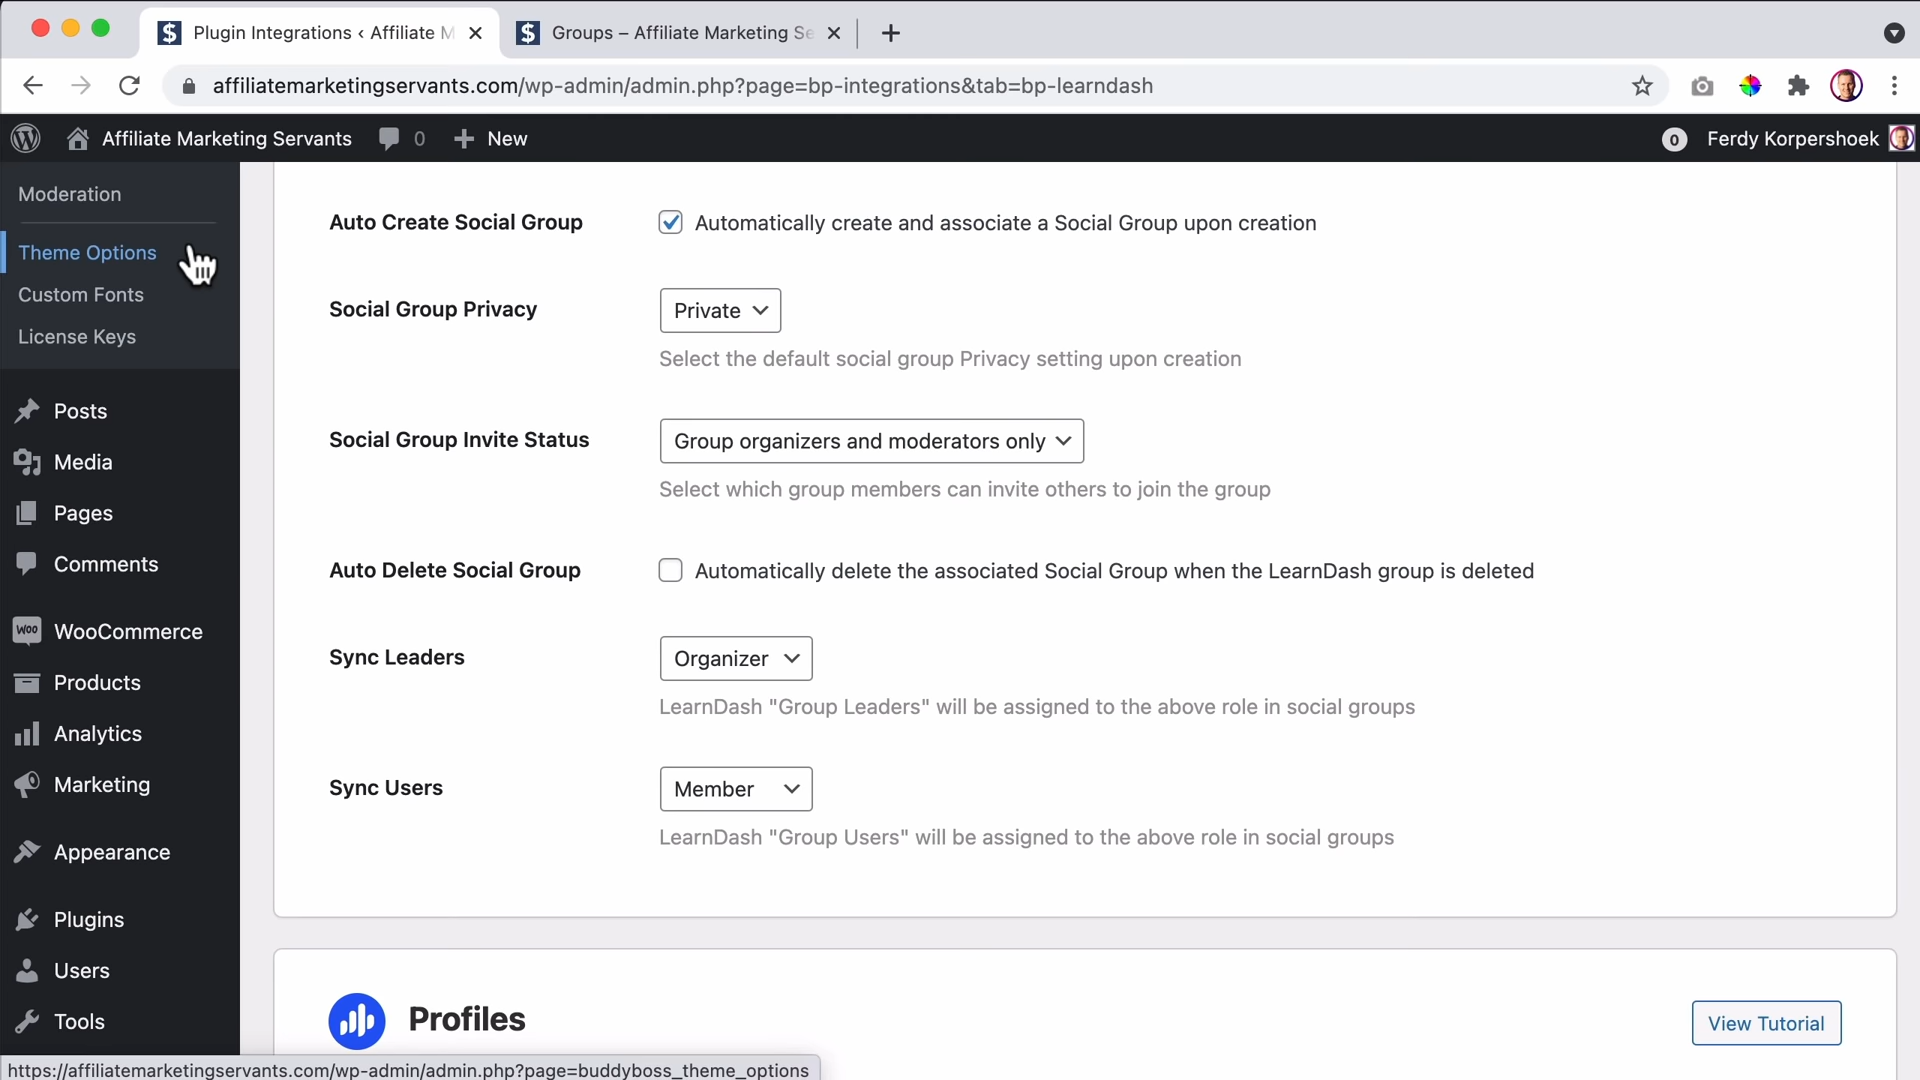 Plugin Integrations ‹ Affiliate M
Groups – Affiliate Marketing Se
affiliatemarketingservants.com/wp-admin/admin.php?page=bp-integrations&tab=bp-learndash
Affiliate Marketing Servants
0
New
0
Ferdy Korpershoek
Moderation
Theme Options
Custom Fonts
License Keys
Posts
Media
Pages
Comments
WOO
WooCommerce
Products
Analytics
Marketing
Appearance
Plugins
Users
Tools
Auto Create Social Group
Automatically create and associate a Social Group upon creation
Social Group Privacy
Private
Select the default social group Privacy setting upon creation
Social Group Invite Status
Group organizers and moderators only
Select which group members can invite others to join the group
Auto Delete Social Group
Automatically delete the associated Social Group when the LearnDash group is deleted
Sync Leaders
Organizer
LearnDash "Group Leaders" will be assigned to the above role in social groups
Sync Users
Member
LearnDash "Group Users" will be assigned to the above role in social groups
Profiles
View Tutorial
https://affiliatemarketingservants.com/wp-admin/admin.php?page=buddyboss_theme_options